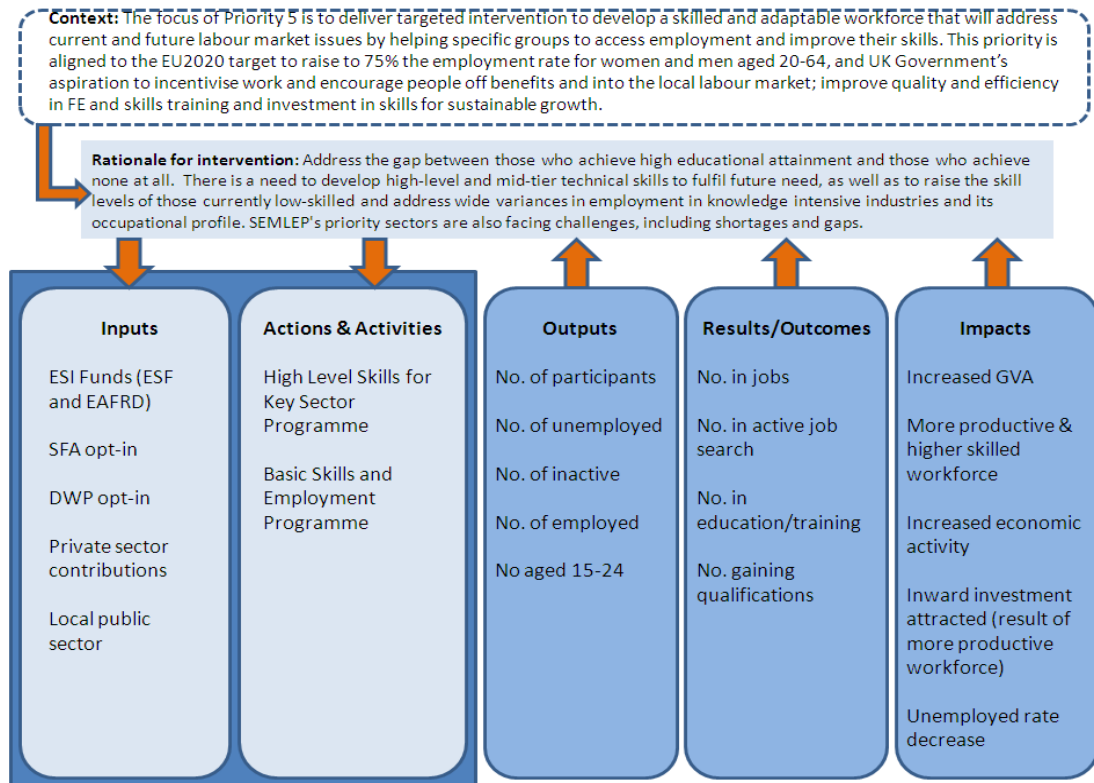 Context: The focus of Priority 5 is to deliver targeted intervention to develop a skilled and adaptable workforce that will address
current and future labour market issues by helping specific groups to access employment and improve their skills. This priority is
aligned to the EU2020 target to raise to 75% the employment rate for women and men aged 20-64, and UK Government's
aspiration to incentivise work and encourage people off benefits and into the local labour market; improve quality and efficiency
in FE and skills training and investment in skills for sustainable growth.
Rationale for intervention: Address the gap between those who achieve high educational attainment and those who achieve
none at all. There is a need to develop high-level and mid-tier technical skills to fulfil future need, as well as to raise the skill
levels of those currently low-skilled and address wide variances in employment in knowledge intensive industries and its
occupational profile. SEMLEP's priority sectors are also facing challenges, including shortages and gaps.
Inputs
ESI Funds (ESF
and EAFRD)
SFA opt-in
DWP opt-in
Private sector
contributions
Local public
sector
Actions & Activities
High Level Skills for
Key Sector
Programme
Basic Skills and
Employment
Programme
Outputs
No. of participants
No. of unemployed
No. of inactive
No. of employed
No aged 15-24
Results/Outcomes
No. in jobs
No. in active job
search
No. in
education/training
No. gaining
qualifications
Impacts
Increased GVA
More productive &
higher skilled
workforce
Increased economic
activity
Inward investment
attracted (result of
more productive
workforce)
Unemployed rate
decrease